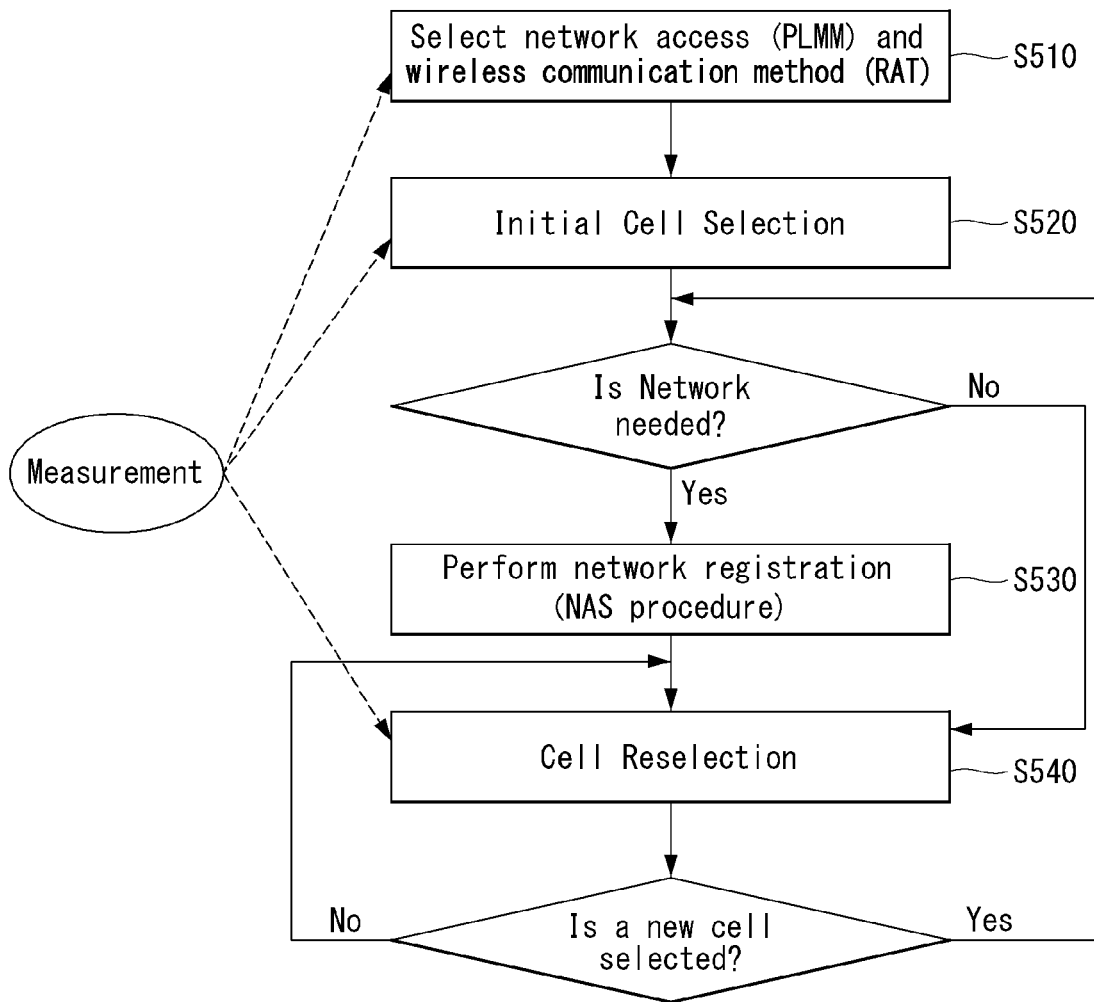 Select network access (PLMM) and
wireless communication method (RAT)
S510
Initial Cell Selection
S520
Is Network
needed?
No
Yes
Measurement
Perform network registration
(NAS procedure)
S530
Cell Reselection
S540
Is a new cell
selected?
No
Yes